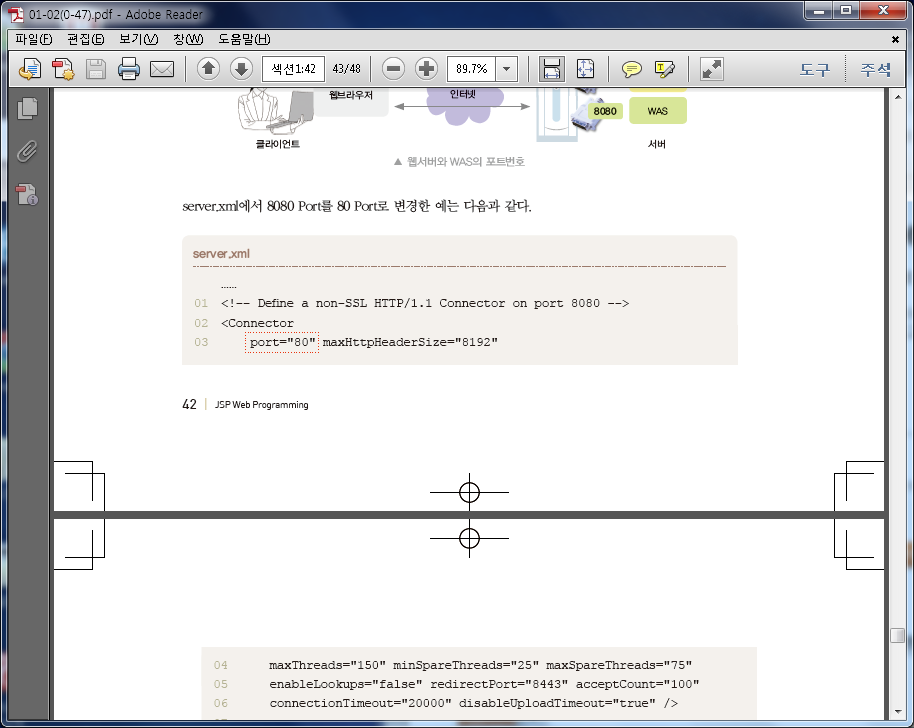 01-02(0-47).pdf - Adobe Reader
파일(F) 편집(E) 보기(V) 창(W) 도움말(H)
섹션1:42 43/48 89.7% 도구 주석
웹브라우저 인터넷 8080 WAS
클라이언트 서버
▲ 웹서버와 WAS의 포트번호
server.xml에서 8080 Port를 80 Port로 변경한 예는 다음과 같다.
server.xml
......
01 <!-- Define a non-SSL HTTP/1.1 Connector on port 8080 -->
02 <Connector
03 port="80" maxHttpHeaderSize="8192"
42 | JSP Web Programming
04 maxThreads="150" minSpareThreads="25" maxSpareThreads="75"
05 enableLookups="false" redirectPort="8443" acceptCount="100"
06 connectionTimeout="20000" disableUploadTimeout="true" />